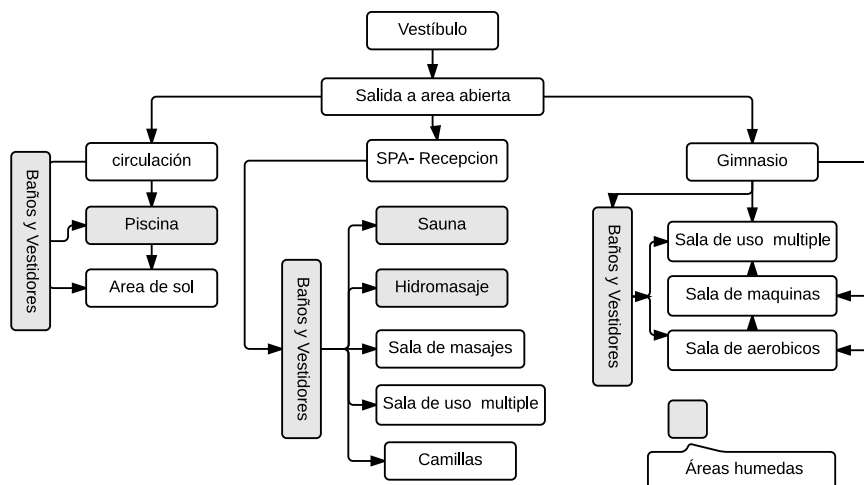 Vestíbulo
Salida a area abierta
circulación
SPA- Recepcion
Gimnasio
Baños y Vestidores
Piscina
Area de sol
Baños y Vestidores
Sauna
Hidromasaje
Sala de masajes
Sala de uso multiple
Camillas
Baños y Vestidores
Sala de uso multiple
Sala de maquinas
Sala de aerobicos
Áreas humedas